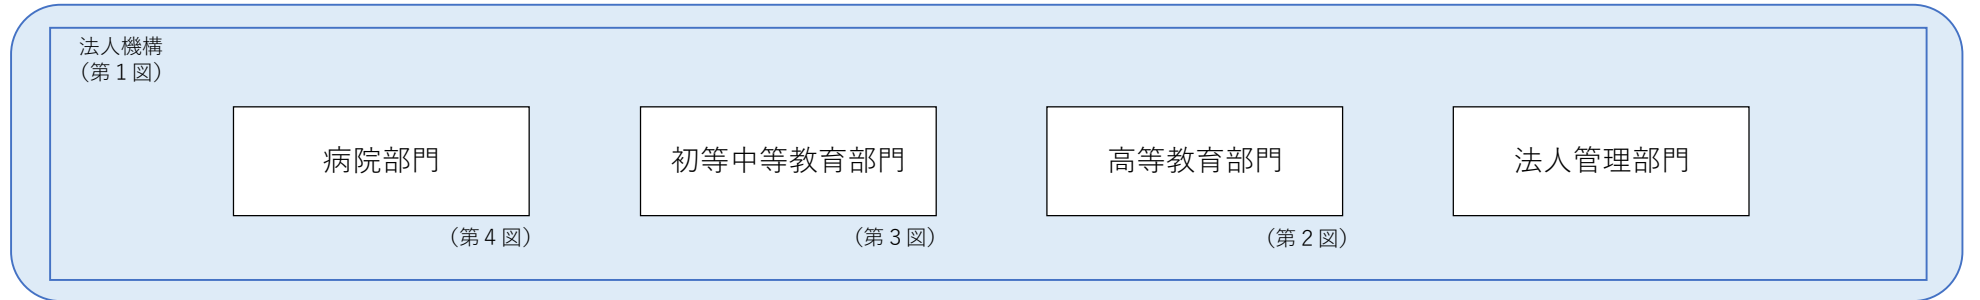 法人機構
（第１図）
病院部門
初等中等教育部門
高等教育部門
法人管理部門
（第４図）
（第３図）
（第２図）